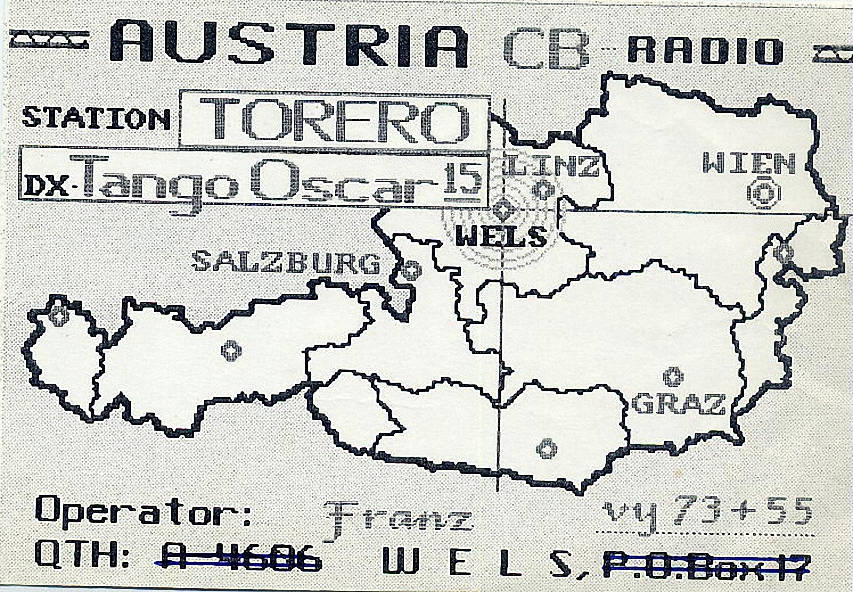 AUSTRIA CB - RADIO
STATION TORERO
DX-Tango Oscar 15
LINZ
WIEN
WELS
SALZBURG
GRAZ
Operator: Franz vy 73+55
QTH: A-4606 WELS, P.O.Box 17